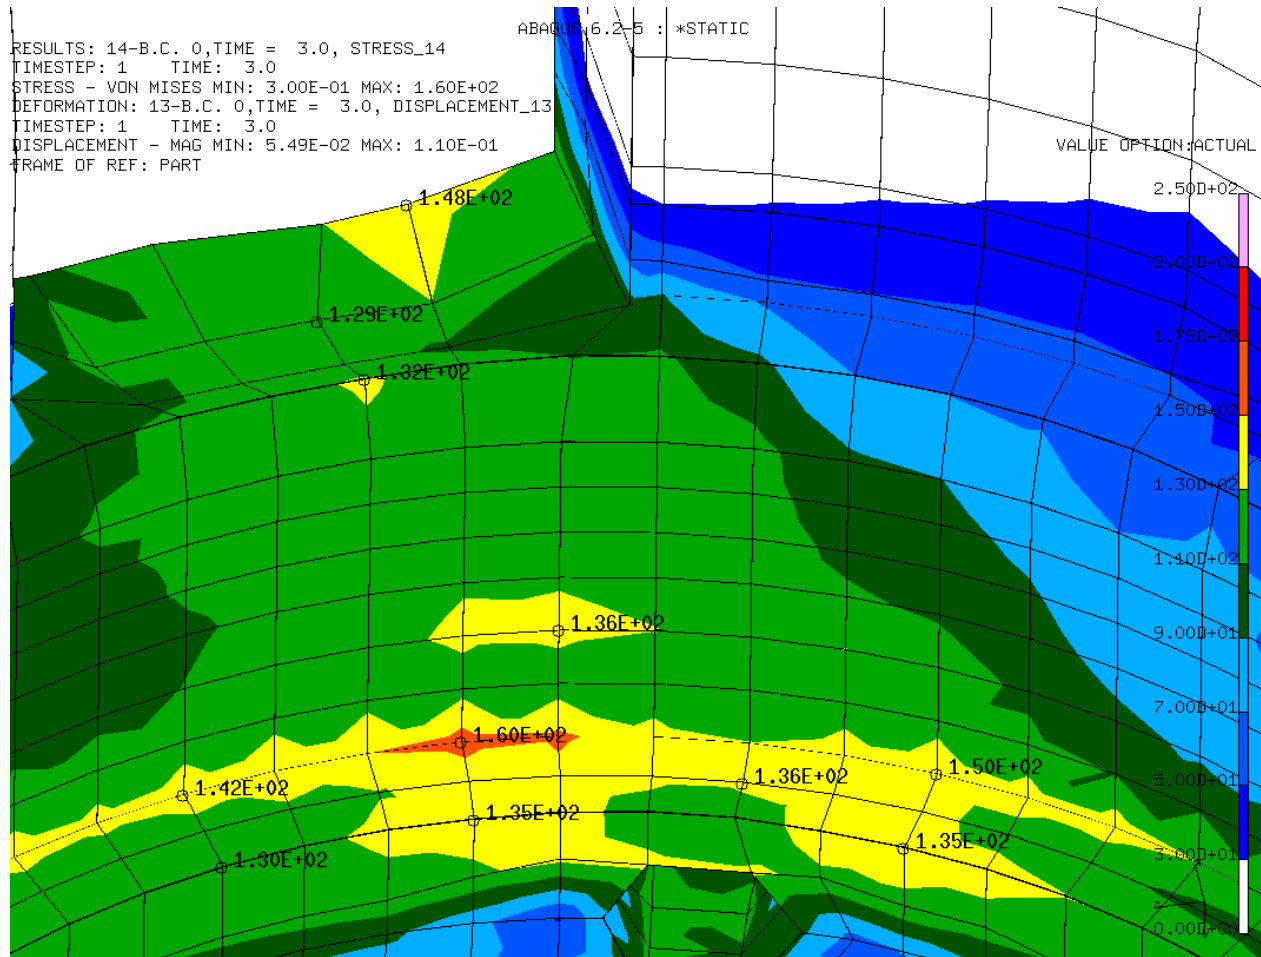 ABAQUS 6.2-5 : *STATIC
RESULTS: 14-B.C. 0,TIME = 3.0, STRESS_14
TIMESTEP: 1 TIME: 3.0
STRESS - VON MISES MIN: 3.00E-01 MAX: 1.60E+02
DEFORMATION: 13-B.C. 0,TIME = 3.0, DISPLACEMENT_13
TIMESTEP: 1 TIME: 3.0
DISPLACEMENT - MAG MIN: 5.49E-02 MAX: 1.10E-01
FRAME OF REF: PART
VALUE OPTION:ACTUAL
2.50D+02
1.48E+02
2.00D+02
1.29E+02
1.75D+02
1.32E+02
1.50D+02
1.30D+02
1.10D+02
1.36E+02
9.00D+01
7.00D+01
1.60E+02
1.50E+02
1.36E+02
5.00D+01
1.42E+02
1.35E+02
1.35E+02
3.00D+01
1.30E+02
0.00D+00